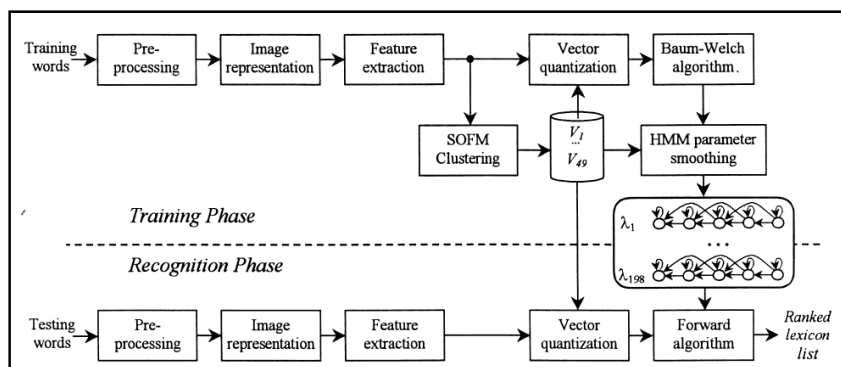 Training words
Pre-processing
Image representation
Feature extraction
Vector quantization
Baum-Welch algorithm.
SOFM Clustering
V1
...
V49
HMM parameter smoothing
Training Phase
λ1
...
Recognition Phase
λ198
Testing words
Pre-processing
Image representation
Feature extraction
Vector quantization
Forward algorithm
Ranked lexicon list